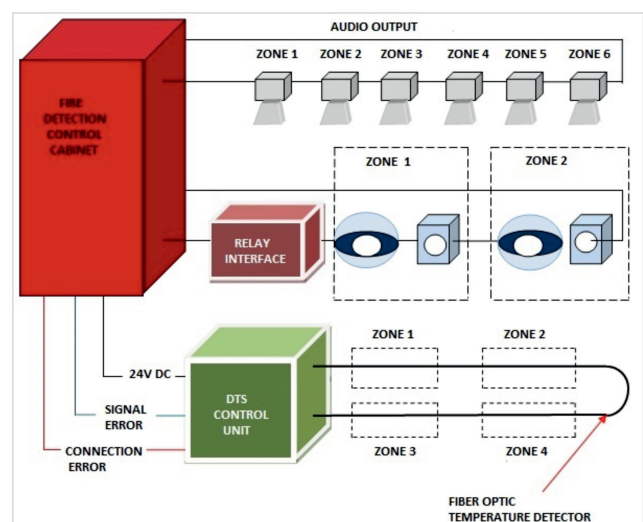 AUDIO OUTPUT
ZONE 1 ZONE 2 ZONE 3 ZONE 4 ZONE 5 ZONE 6
FIRE
DETECTION
CONTROL
CABINET
ZONE 1 ZONE 2
RELAY
INTERFACE
ZONE 1 ZONE 2
24V DC
DTS
CONTROL
UNIT
SIGNAL
ERROR
CONNECTION
ERROR
ZONE 3 ZONE 4
FIBER OPTIC
TEMPERATURE DETECTOR